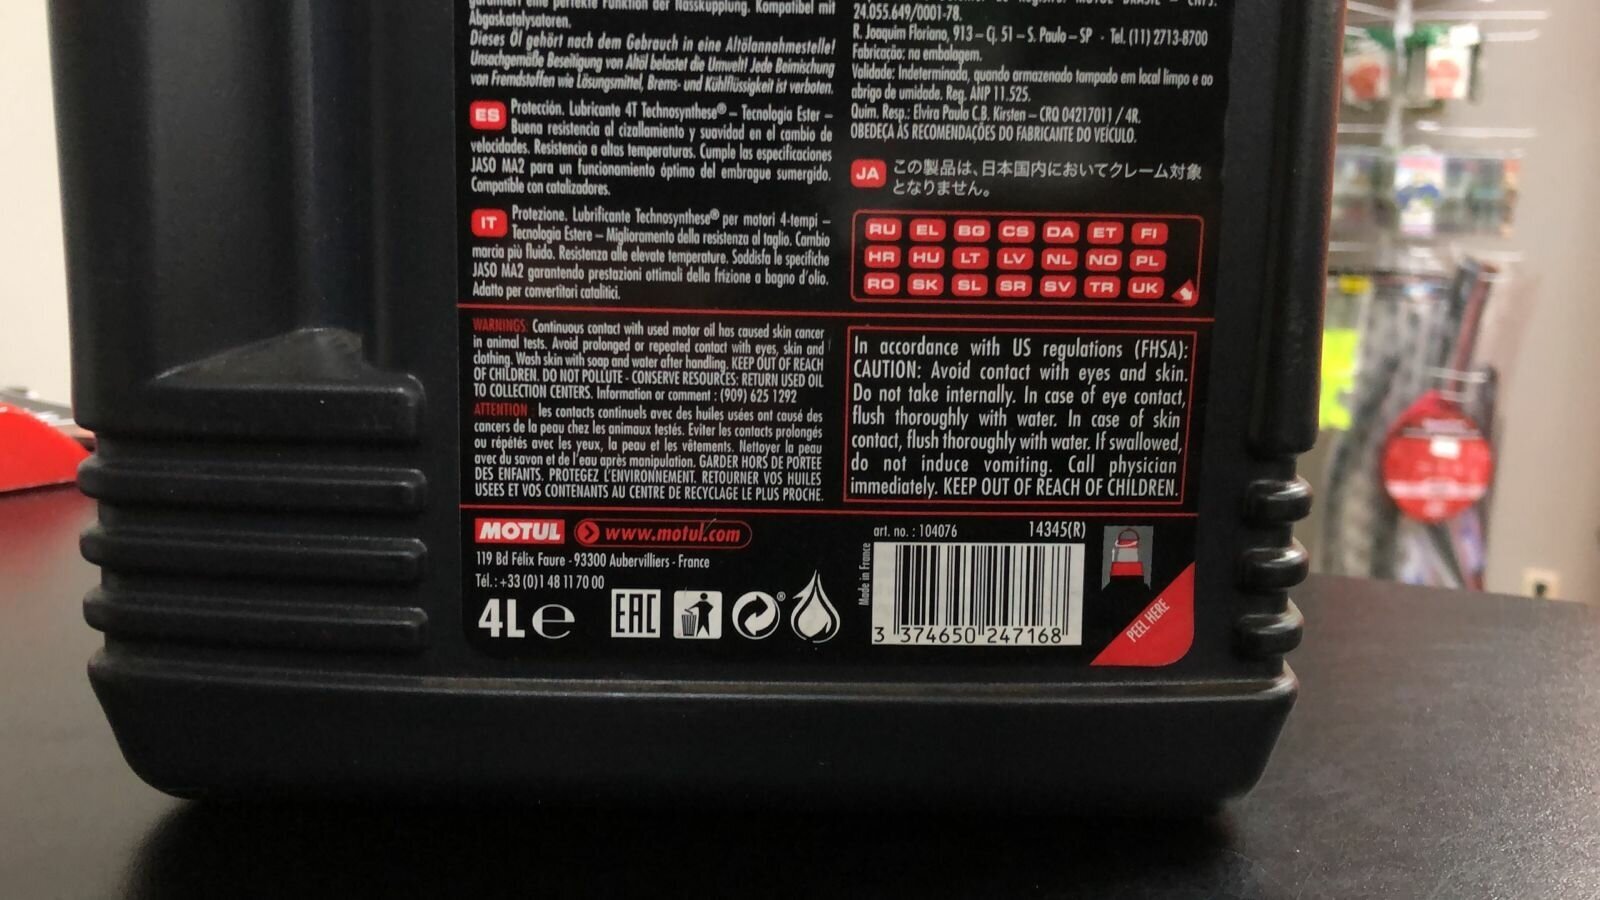 perfekte Funktion der Nasskupplung. Kompatibel mit
Abgaskatalysatoren.
Dieses Öl gehört nach dem Gebrauch in eine Altölannahmestelle!
Unsachgemäße Beseitigung von Altöl belastet die Umwelt! Jede Beimischung
von Fremdstoffen wie Lösungsmittel, Brems- und Kühlflüssigkeit ist verboten.
ES Protección. Lubricante 4T Technosynthese® – Tecnología Ester –
Buena resistencia al cizallamiento y suavidad en el cambio de
velocidades. Resistencia a altas temperaturas. Cumple las especificaciones
JASO MA2 para un funcionamiento óptimo del embrague sumergido.
Compatible con catalizadores.
IT Protezione. Lubrificante Technosynthese® per motori 4-tempi –
Tecnologia Estere – Miglioramento della resistenza al taglio. Cambio
marcia più fluido. Resistenza alle elevate temperature. Soddisfa le specifiche
JASO MA2 garantendo prestazioni ottimali della frizione a bagno d'olio.
Adatto per convertitori catalitici.
MOTUL BRASIL – CNPJ:
24.055.649/0001-78.
R. Joaquim Floriano, 913 – Cj. 51 – S. Paulo – SP - Tel. (11) 2713-8700
Fabricação: na embalagem.
Validade: Indeterminada, quando armazenado tampado em local limpo e ao
abrigo de umidade. Reg. ANP 11.525.
Quim. Resp.: Elvira Paula C.B. Kirsten – CRQ 04217011 / 4R.
OBEDEÇA ÀS RECOMENDAÇÕES DO FABRICANTE DO VEÍCULO.
JA この製品は、日本国内においてクレーム対象
となりません。
RU EL BG CS DA ET FI
HR HU LT LV NL NO PL
RO SK SL SR SV TR UK
WARNINGS: Continuous contact with used motor oil has caused skin cancer
in animal tests. Avoid prolonged or repeated contact with eyes, skin and
clothing. Wash skin with soap and water after handling. KEEP OUT OF REACH
OF CHILDREN. DO NOT POLLUTE - CONSERVE RESOURCES: RETURN USED OIL
TO COLLECTION CENTERS. Information or comment : (909) 625 1292
ATTENTION : les contacts continuels avec des huiles usées ont causé des
cancers de la peau chez les animaux testés. Eviter les contacts prolongés
ou répétés avec les yeux, la peau et les vêtements. Nettoyer la peau
avec du savon et de l'eau après manipulation. GARDER HORS DE PORTEE
DES ENFANTS. PROTEGEZ L'ENVIRONNEMENT. RETOURNER VOS HUILES
USEES ET VOS CONTENANTS AU CENTRE DE RECYCLAGE LE PLUS PROCHE.
In accordance with US regulations (FHSA):
CAUTION: Avoid contact with eyes and skin.
Do not take internally. In case of eye contact,
flush thoroughly with water. In case of skin
contact, flush thoroughly with water. If swallowed,
do not induce vomiting. Call physician
immediately. KEEP OUT OF REACH OF CHILDREN.
MOTUL www.motul.com
119 Bd Félix Faure - 93300 Aubervilliers - France
Tél.: +33 (0)1 48 11 70 00
4L e EAC ®
art. no. : 104076 14345(R)
Made in France
3 374650 247168
PEEL HERE